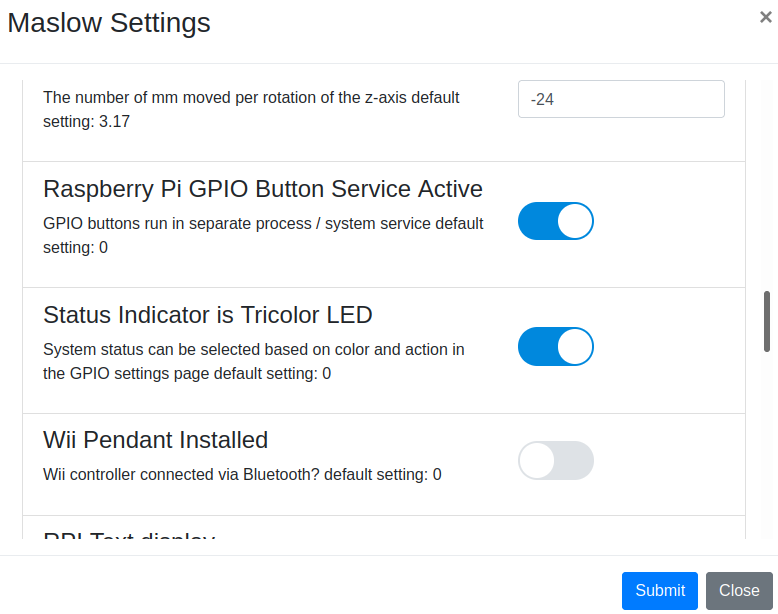 Maslow Settings
×
The number of mm moved per rotation of the z-axis default
setting: 3.17
-24
Raspberry Pi GPIO Button Service Active
GPIO buttons run in separate process / system service default
setting: 0
Status Indicator is Tricolor LED
System status can be selected based on color and action in
the GPIO settings page default setting: 0
Wii Pendant Installed
Wii controller connected via Bluetooth? default setting: 0
RPI Text display
Submit
Close